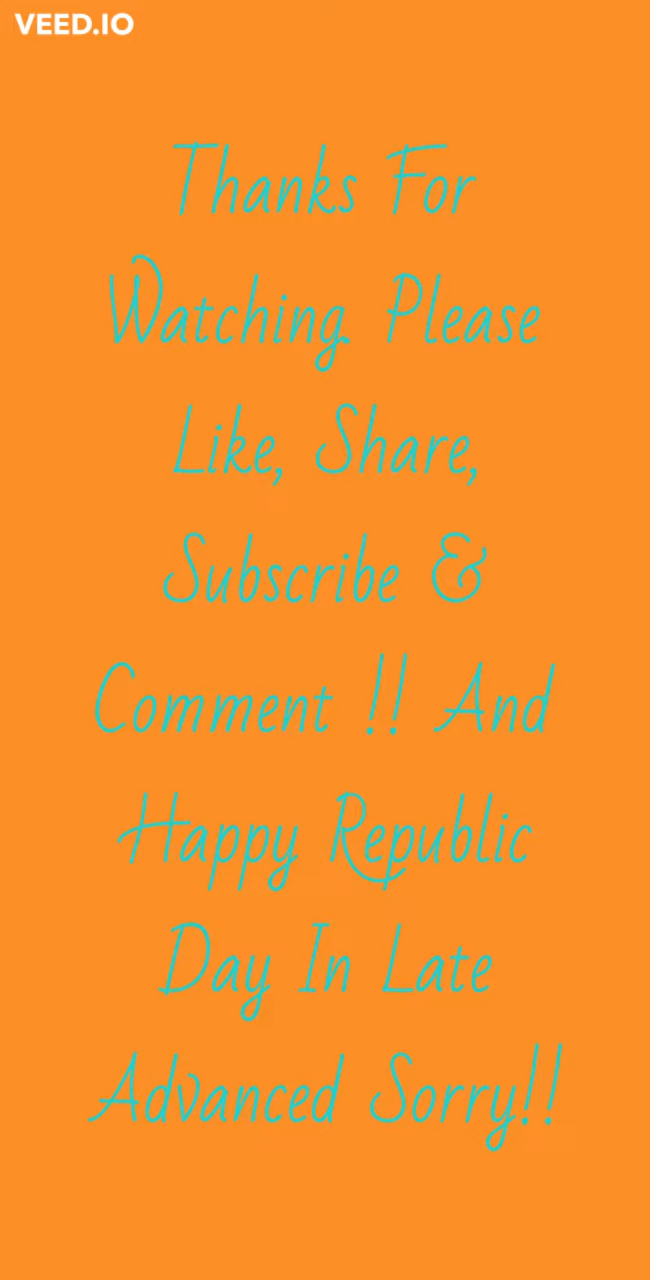 VEED.IO
Thanks For
Watching. Please
Like, Share,
Subscribe &
Comment !! And
Happy Republic
Day In Late
Advanced Sorry!!